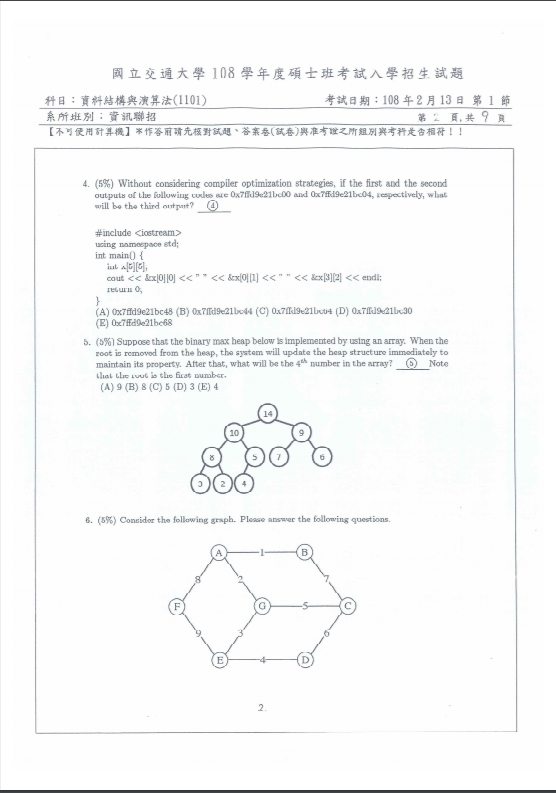 國立交通大學 108 學年度碩士班考試入學招生試題
科目：資料結構與演算法(1101) 考試日期：108 年 2 月 13 日 第 1 節
系所班別：資訊聯招 第 2 頁,共 9 頁
【不可使用計算機】*作答前請先核對試題、答案卷(試卷)與准考證之所組別與考科是否相符！！
4. (5%) Without considering compiler optimization strategies, if the first and the second
outputs of the following codes are 0x7ffd9e21bc00 and 0x7ffd9e21bc04, respectively, what
will be the third output? ④
#include <iostream>
using namespace std;
int main() {
int x[5][5];
cout << &x[0][0] << " " << &x[0][1] << " " << &x[3][2] << endl;
return 0;
}
(A) 0x7ffd9e21bc48 (B) 0x7ffd9e21bc44 (C) 0x7ffd9e21bc04 (D) 0x7ffd9e21bc30
(E) 0x7ffd9e21bc68
5. (5%) Suppose that the binary max heap below is implemented by using an array. When the
root is removed from the heap, the system will update the heap structure immediately to
maintain its property. After that, what will be the 4th number in the array? ⑤ Note
that the root is the first number.
(A) 9 (B) 8 (C) 5 (D) 3 (E) 4
14
10 9
8 5 7 6
3 2 4
6. (5%) Consider the following graph. Please answer the following questions.
A 1 B
8 2 7
F G 5 C
9 3 6
E 4 D
2